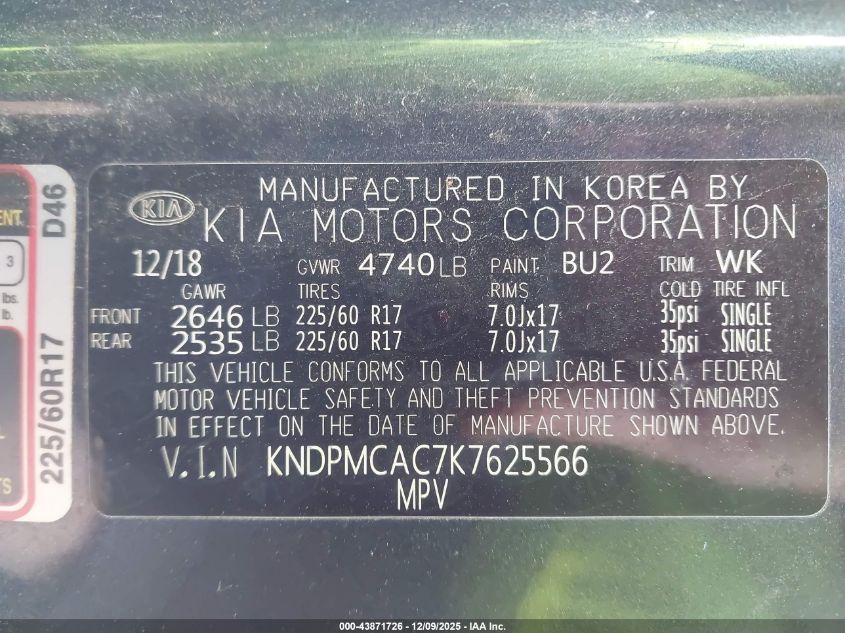 MANUFACTURED IN KOREA BY
KIA KIA MOTORS CORPORATION
12/18 GVWR 4740LB PAINT BU2 TRIM WK
GAWR TIRES RIMS COLD TIRE INFL
FRONT 2646 LB 225/60 R17 7.0Jx17 35psi SINGLE
REAR 2535 LB 225/60 R17 7.0Jx17 35psi SINGLE
THIS VEHICLE CONFORMS TO ALL APPLICABLE U.S.A. FEDERAL
MOTOR VEHICLE SAFETY AND THEFT PREVENTION STANDARDS
IN EFFECT ON THE DATE OF MANUFACTURE SHOWN ABOVE.
V.I.N KNDPMCAC7K7625566
MPV
D46
225/60R17
3
lbs.
lb.
000-43871726 - 12/09/2025 - IAA Inc.